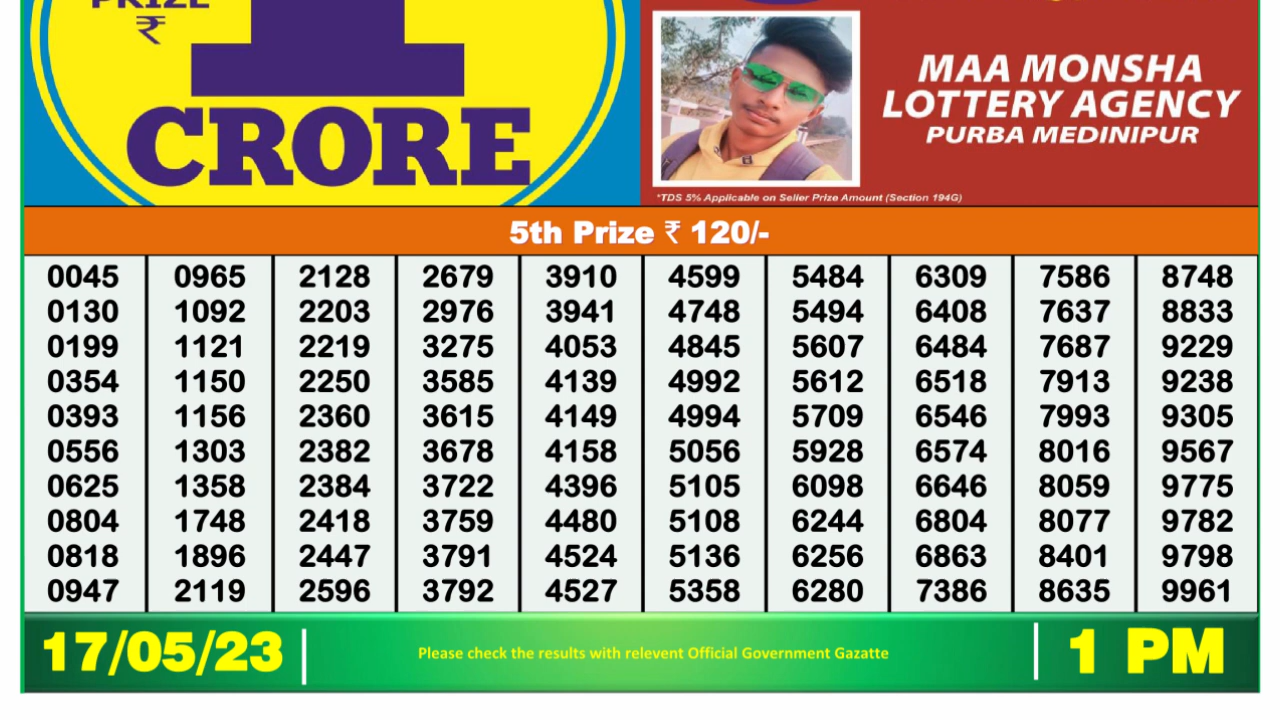 PRIZE
₹
1
CRORE
MAA MONSHA
LOTTERY AGENCY
PURBA MEDINIPUR
*TDS 5% Applicable on Seller Prize Amount (Section 194G)
5th Prize ₹ 120/-
0045 0965 2128 2679 3910 4599 5484 6309 7586 8748
0130 1092 2203 2976 3941 4748 5494 6408 7637 8833
0199 1121 2219 3275 4053 4845 5607 6484 7687 9229
0354 1150 2250 3585 4139 4992 5612 6518 7913 9238
0393 1156 2360 3615 4149 4994 5709 6546 7993 9305
0556 1303 2382 3678 4158 5056 5928 6574 8016 9567
0625 1358 2384 3722 4396 5105 6098 6646 8059 9775
0804 1748 2418 3759 4480 5108 6244 6804 8077 9782
0818 1896 2447 3791 4524 5136 6256 6863 8401 9798
0947 2119 2596 3792 4527 5358 6280 7386 8635 9961
17/05/23
Please check the results with relevent Official Government Gazatte
1 PM